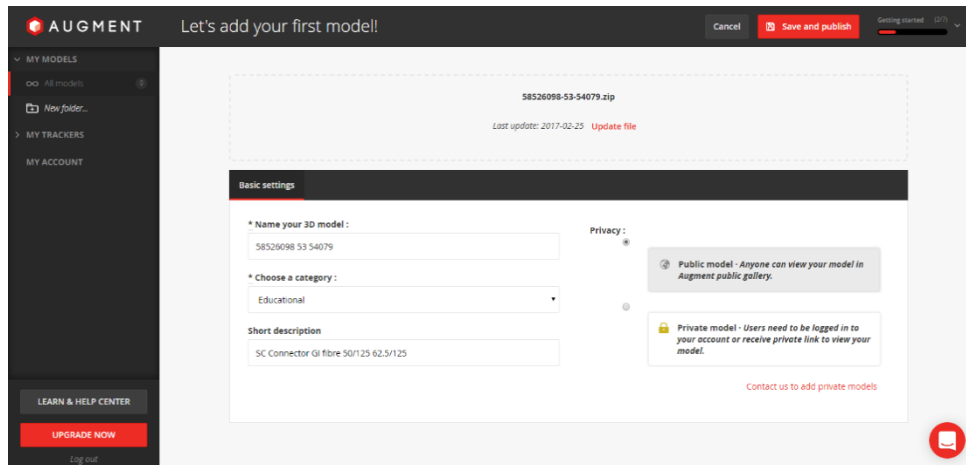 AUGMENT
Let's add your first model!
Cancel
Save and publish
Getting started (2/7)
MY MODELS
All models 0
New folder...
MY TRACKERS
MY ACCOUNT
58526098-53-54079.zip
Last update: 2017-02-25 Update file
Basic settings
* Name your 3D model :
58526098 53 54079
* Choose a category :
Educational
Short description
SC Connector GI fibre 50/125 62.5/125
Privacy :
Public model - Anyone can view your model in
Augment public gallery.
Private model - Users need to be logged in to
your account or receive private link to view your
model.
Contact us to add private models
LEARN & HELP CENTER
UPGRADE NOW
Log out